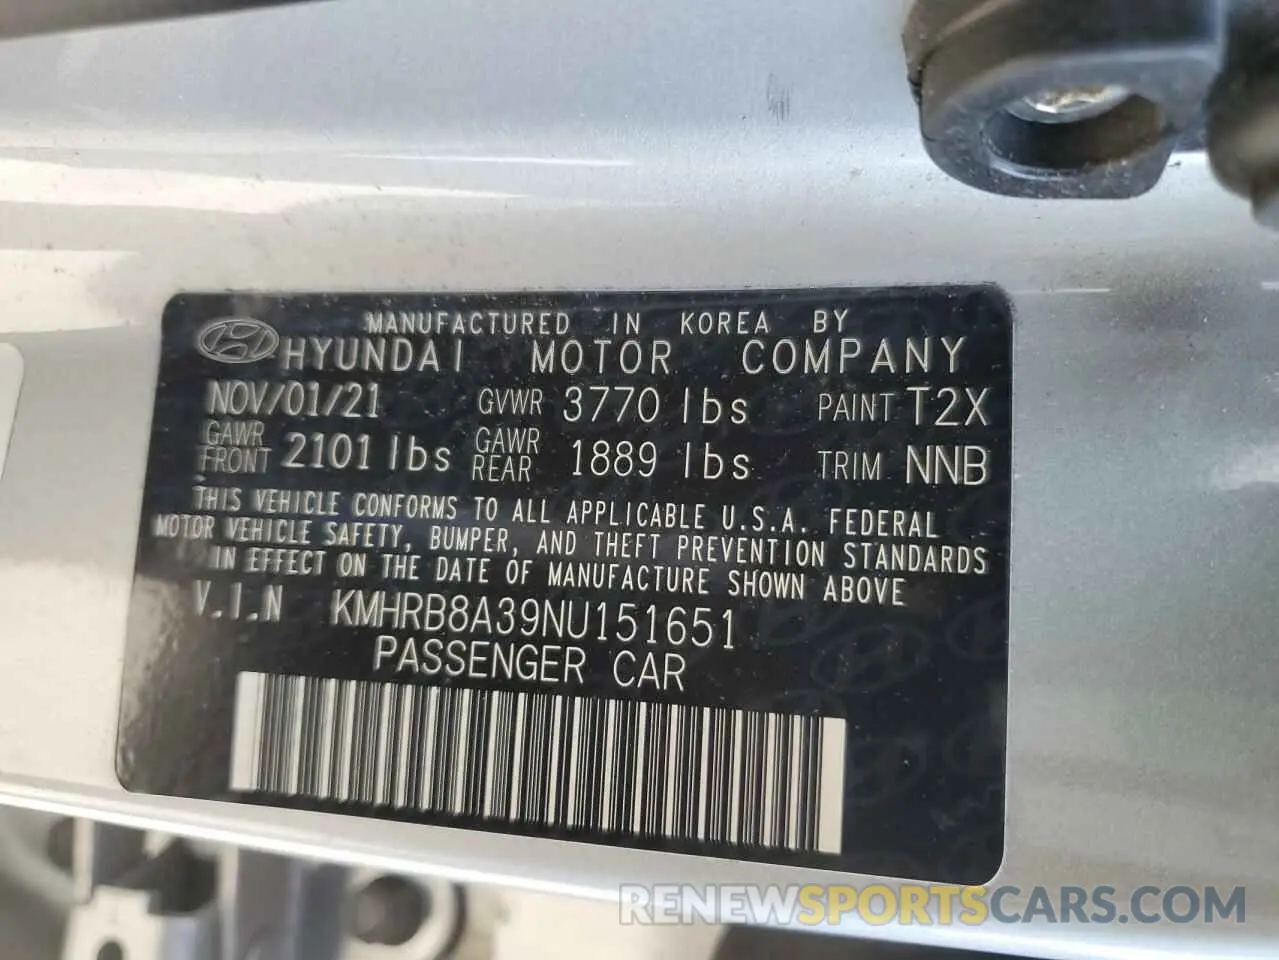 MANUFACTURED IN KOREA BY
HYUNDAI MOTOR COMPANY
NOV/01/21 GVWR 3770 lbs PAINT T2X
GAWR FRONT 2101 lbs GAWR REAR 1889 lbs TRIM NNB
THIS VEHICLE CONFORMS TO ALL APPLICABLE U.S.A. FEDERAL
MOTOR VEHICLE SAFETY, BUMPER, AND THEFT PREVENTION STANDARDS
IN EFFECT ON THE DATE OF MANUFACTURE SHOWN ABOVE
V.I.N KMHRB8A39NU151651
PASSENGER CAR
RENEWSPORTSCARS.COM